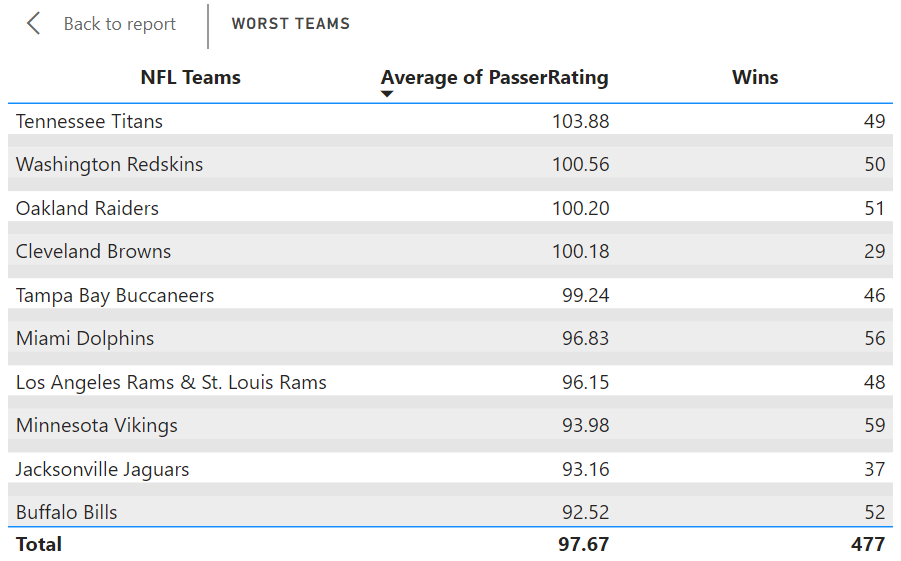 Back to report WORST TEAMS
NFL Teams Average of PasserRating Wins
Tennessee Titans 103.88 49
Washington Redskins 100.56 50
Oakland Raiders 100.20 51
Cleveland Browns 100.18 29
Tampa Bay Buccaneers 99.24 46
Miami Dolphins 96.83 56
Los Angeles Rams & St. Louis Rams 96.15 48
Minnesota Vikings 93.98 59
Jacksonville Jaguars 93.16 37
Buffalo Bills 92.52 52
Total 97.67 477